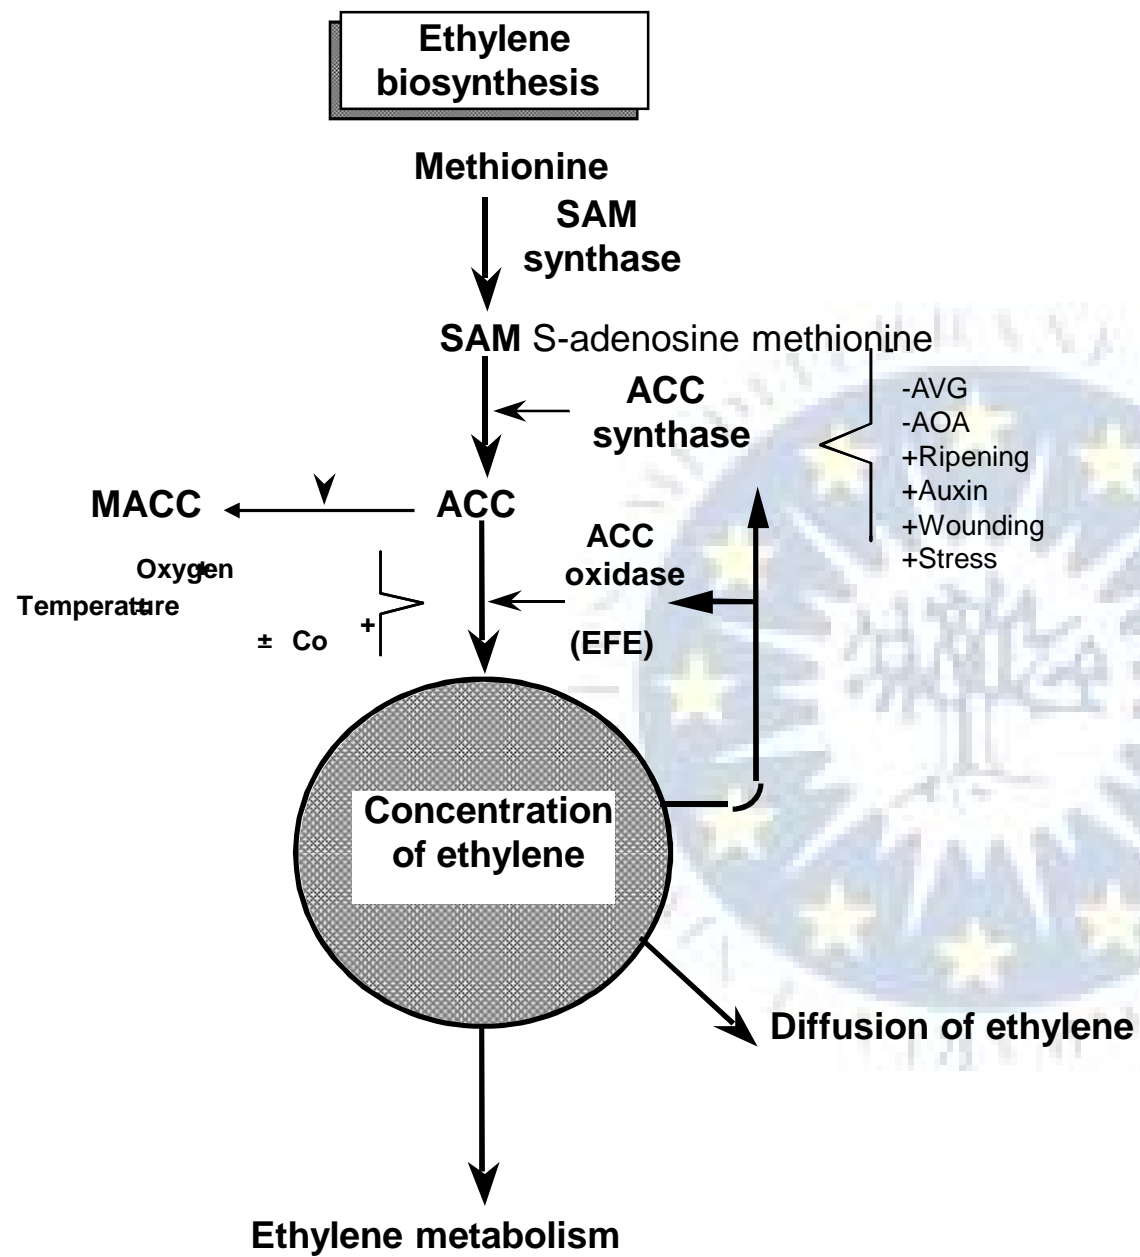 Ethylene
biosynthesis
Methionine
SAM
synthase
SAM S-adenosine methionine
-
ACC
synthase
-AVG
-AOA
+Ripening
+Auxin
+Wounding
+Stress
MACC
ACC
ACC
oxidase
(EFE)
Oxygen
±
Temperature
±
± Co
+
Concentration
of ethylene
Diffusion of ethylene
Ethylene metabolism